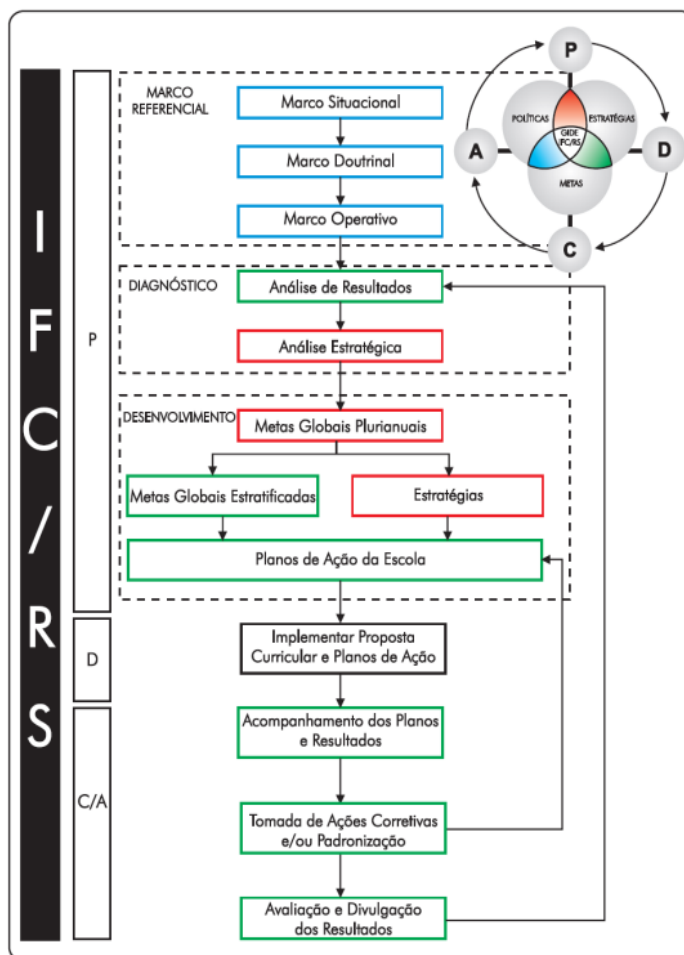 I
F
C
/
R
S
P
D
C/A
MARCO
REFERENCIAL
Marco Situacional
Marco Doutrinal
Marco Operativo
P
D
C
A
POLÍTICAS
ESTRATÉGIAS
GIDE
IFC/RS
METAS
DIAGNÓSTICO
Análise de Resultados
Análise Estratégica
DESENVOLVIMENTO
Metas Globais Plurianuais
Metas Globais Estratificadas
Estratégias
Planos de Ação da Escola
Implementar Proposta
Curricular e Planos de Ação
Acompanhamento dos Planos
e Resultados
Tomada de Ações Corretivas
e/ou Padronização
Avaliação e Divulgação
dos Resultados